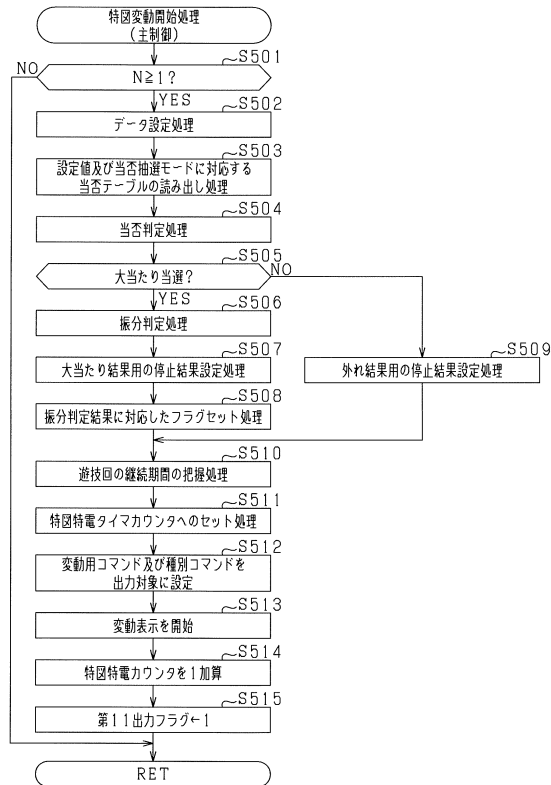 特図変動開始処理
(主制御)
S501
NO
N≧1?
YES
S502
データ設定処理
S503
設定値及び当否抽選モードに対応する
当否テーブルの読み出し処理
S504
当否判定処理
S505
大当たり当選?
NO
YES
S506
振分判定処理
S507
大当たり結果用の停止結果設定処理
S509
外れ結果用の停止結果設定処理
S508
振分判定結果に対応したフラグセット処理
S510
遊技回の継続期間の把握処理
S511
特図特電タイマカウンタへのセット処理
S512
変動用コマンド及び種別コマンドを
出力対象に設定
S513
変動表示を開始
S514
特図特電カウンタを1加算
S515
第11出力フラグ←1
RET